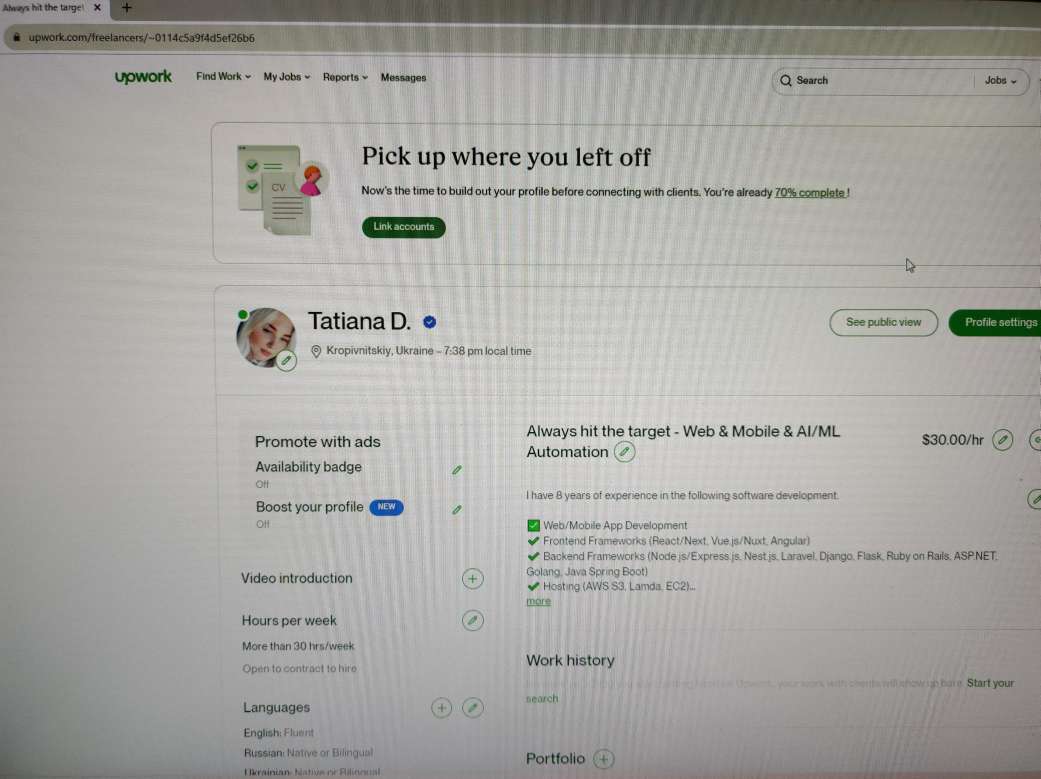 Always hit the target
upwork.com/freelancers/~0114c5a9f4d5ef26b6
upwork Find Work My Jobs Reports Messages Search Jobs
CV
Pick up where you left off
Now's the time to build out your profile before connecting with clients. You're already 70% complete!
Link accounts
Tatiana D.
Kropivnitskiy, Ukraine – 7:38 pm local time
See public view Profile settings
Promote with ads
Availability badge
Off
Boost your profile NEW
Off
Video introduction
Hours per week
More than 30 hrs/week
Open to contract to hire
Languages
English: Fluent
Russian: Native or Bilingual
Ukrainian: Native or Bilingual
Always hit the target - Web & Mobile & AI/ML
Automation
$30.00/hr
I have 8 years of experience in the following software development.
✅ Web/Mobile App Development
✔ Frontend Frameworks (React/Next, Vue.js/Nuxt, Angular)
✔ Backend Frameworks (Node.js/Express.js, Nest.js, Laravel, Django, Flask, Ruby on Rails, ASP.NET,
Golang, Java Spring Boot)
✔ Hosting (AWS S3, Lamda, EC2)...
more
Work history
your work with clients will show up here. Start your
search
Portfolio